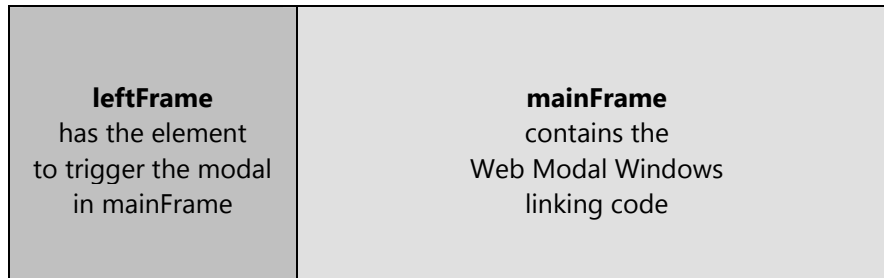 leftFrame
has the element
to trigger the modal
in mainFrame
mainFrame
contains the
Web Modal Windows
linking code